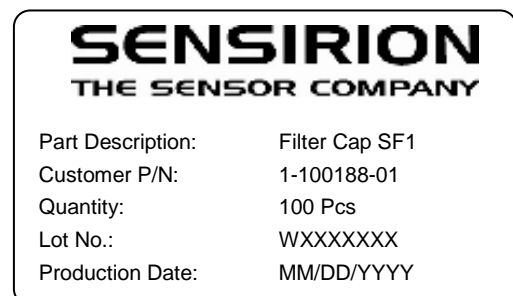 SENSIRION
THE SENSOR COMPANY
Part Description: Filter Cap SF1
Customer P/N: 1-100188-01
Quantity: 100 Pcs
Lot No.: WXXXXXXX
Production Date: MM/DD/YYYY